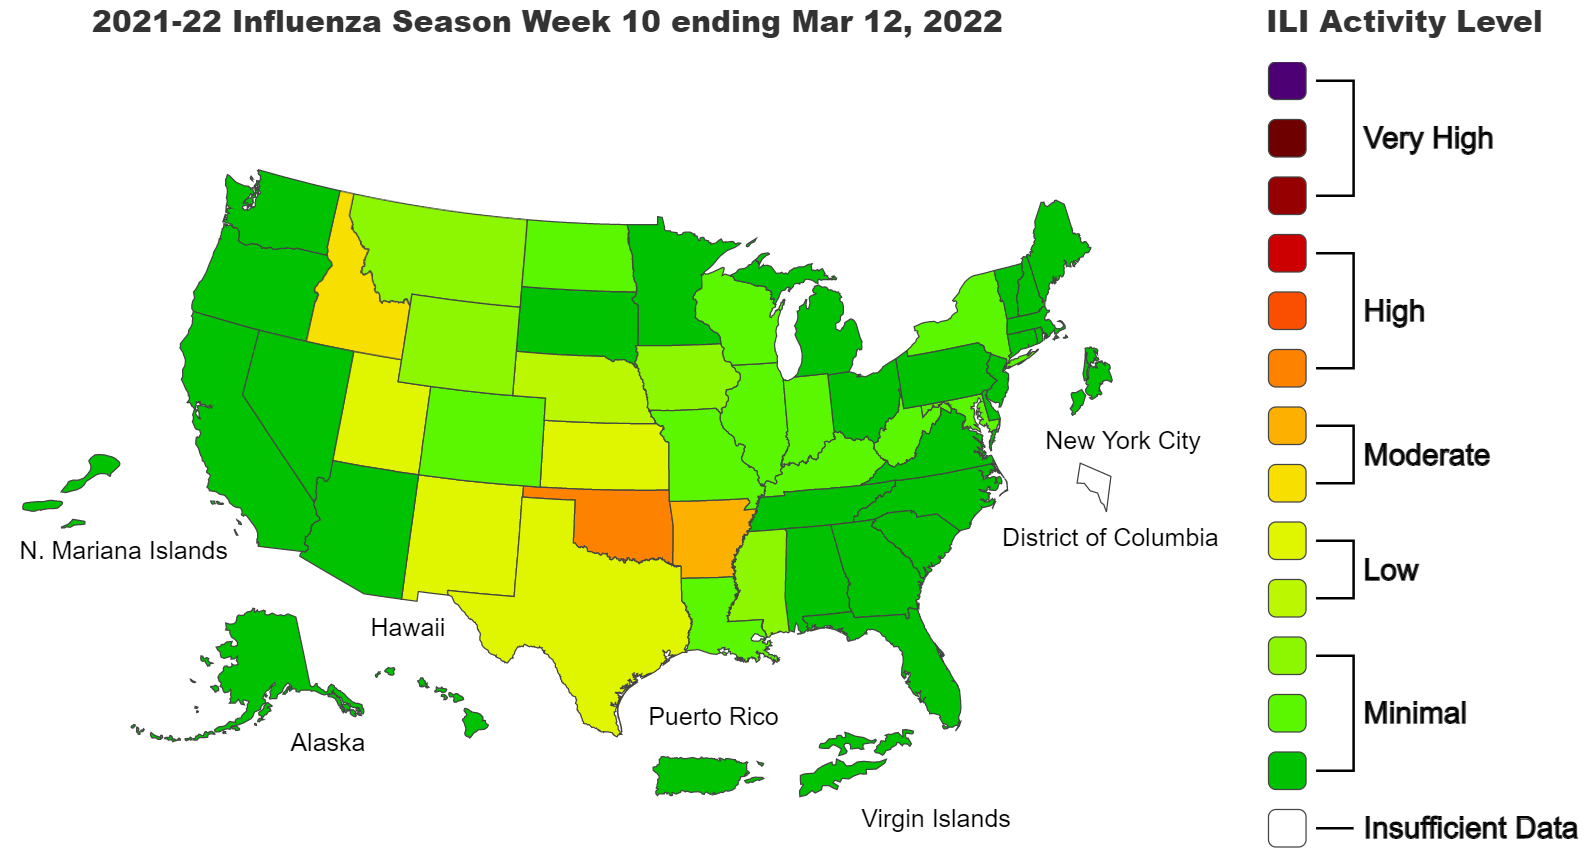 2021-22 Influenza Season Week 10 ending Mar 12, 2022
ILI Activity Level
Very High
High
Moderate
Low
Minimal
Insufficient Data
New York City
District of Columbia
N. Mariana Islands
Hawaii
Alaska
Puerto Rico
Virgin Islands